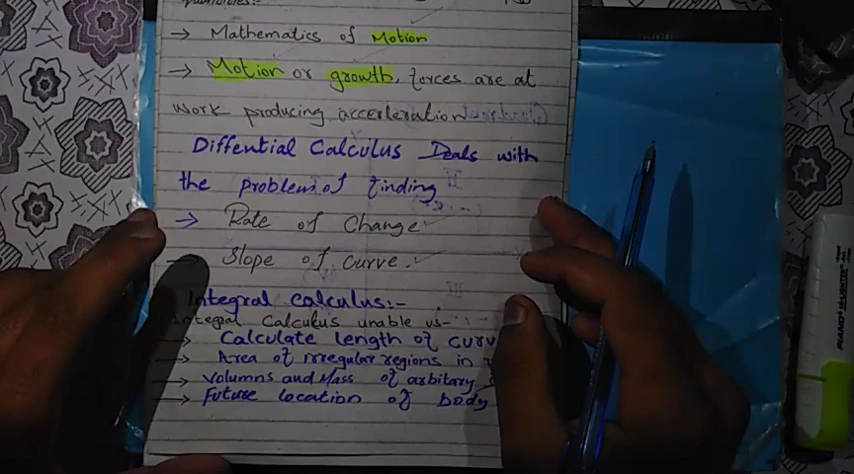 → Mathematics of Motion
→ Motion or growth, forces are at
work producing accerleration
Diffential Calculus Deals with
the problem of finding
→ Rate of Change
→ Slope of curve.
Integral calculus:-
Integral Calculus unable us-
→ Calculate length of curv
→ Area of irregular regions in
→ Volumns and Mass of arbitary
→ Future location of body